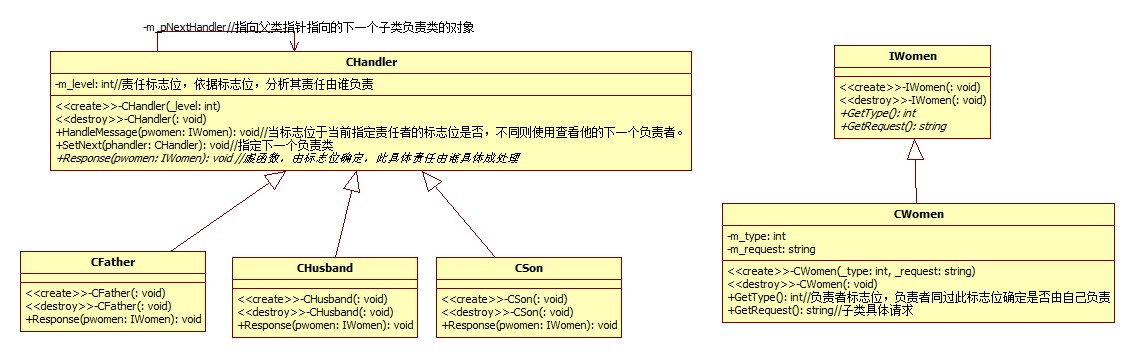 -m_pNextHandler//指向父类指针指向的下一个子类负责类的对象
CHandler
-m_level: int//责任标志位，依据标志位，分析其责任由谁负责
<<create>>-CHandler(_level: int)
<<destroy>>-CHandler(: void)
+HandleMessage(pwomen: IWomen): void//当标志位于当前指定责任者的标志位是否，不同则使用查看他的下一个负责者。
+SetNext(phandler: CHandler): void//指定下一个负责类
+Response(pwomen: IWomen): void //虚函数，由标志位确定，此具体责任由谁具体成处理
IWomen
<<create>>-IWomen(: void)
<<destroy>>-IWomen(: void)
+GetType(): int
+GetRequest(): string
CFather
<<create>>-CFather(: void)
<<destroy>>-CFather(: void)
+Response(pwomen: IWomen): void
CHusband
<<create>>-CHusband(: void)
<<destroy>>-CHusband(: void)
+Response(pwomen: IWomen): void
CSon
<<create>>-CSon(: void)
<<destroy>>-CSon(: void)
+Response(pwomen: IWomen): void
CWomen
-m_type: int
-m_request: string
<<create>>-CWomen(_type: int, _request: string)
<<destroy>>-CWomen(: void)
+GetType(): int//负责者标志位，负责者同过此标志位确定是否由自己负责
+GetRequest(): string//子类具体请求